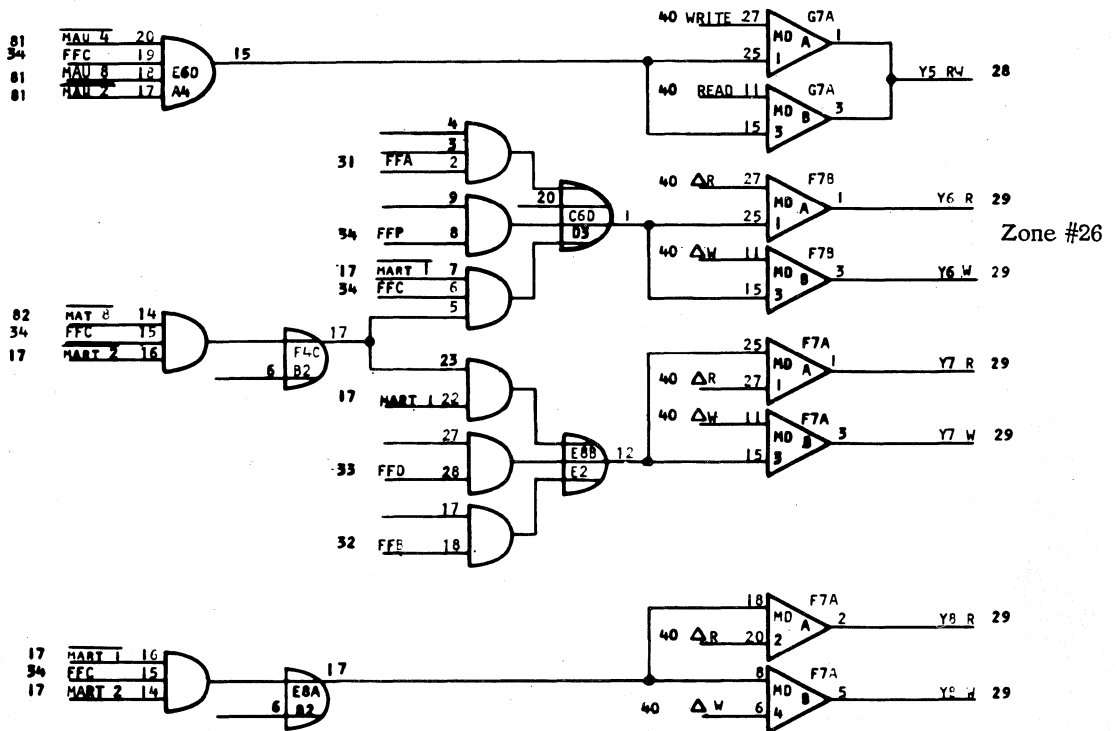 40 WRITE 27 G7A
81 MAU 4 20
34 FFC 19
81 MAU 8 18
81 MAU 2 17
E6D
A4
15
MD A 1
1
25
Y5 RW 28
40 READ 11 G7A
MD B 3
15 3
4
3
31 FFA 2
9
34 FFP 8
17 MART 1 7
34 FFC 6
5
20
C6D
D3
1
40 ΔR 27 F7B
MD A 1
25 1
Y6 R 29
Zone #26
40 ΔW 11 F7B
MD B 3
15 3
Y6 W 29
82 MAT 8 14
34 FFC 15
17 MART 2 16
F4C
6 B2
17
23
17 MART 1 22
27
33 FFD 28
17
32 FFB 18
E8B
E2
12
25 F7A
MD A 1
40 ΔR 27 1
Y7 R 29
40 ΔW 11 F7A
MD B 3
15 3
Y7 W 29
17 MART 1 16
34 FFC 15
17 MART 2 14
E8A
6 B2
17
18 F7A
MD A 2
40 ΔR 20 2
Y8 R 29
8 F7A
MD B 5
40 ΔW 6 4
Y8 W 29